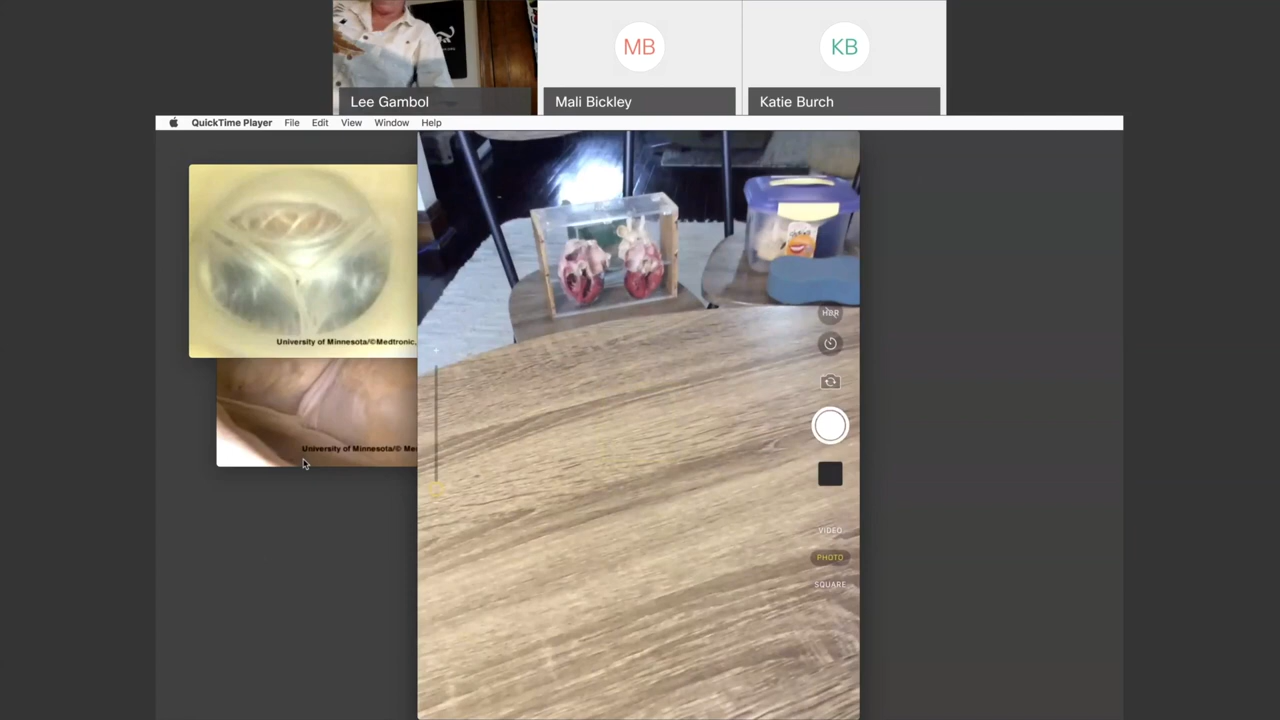 MB
KB
Lee Gambol
Mali Bickley
Katie Burch
QuickTime Player File Edit View Window Help
University of Minnesota/©Medtronic,
University of Minnesota/© Me
HDR
VIDEO
PHOTO
SQUARE